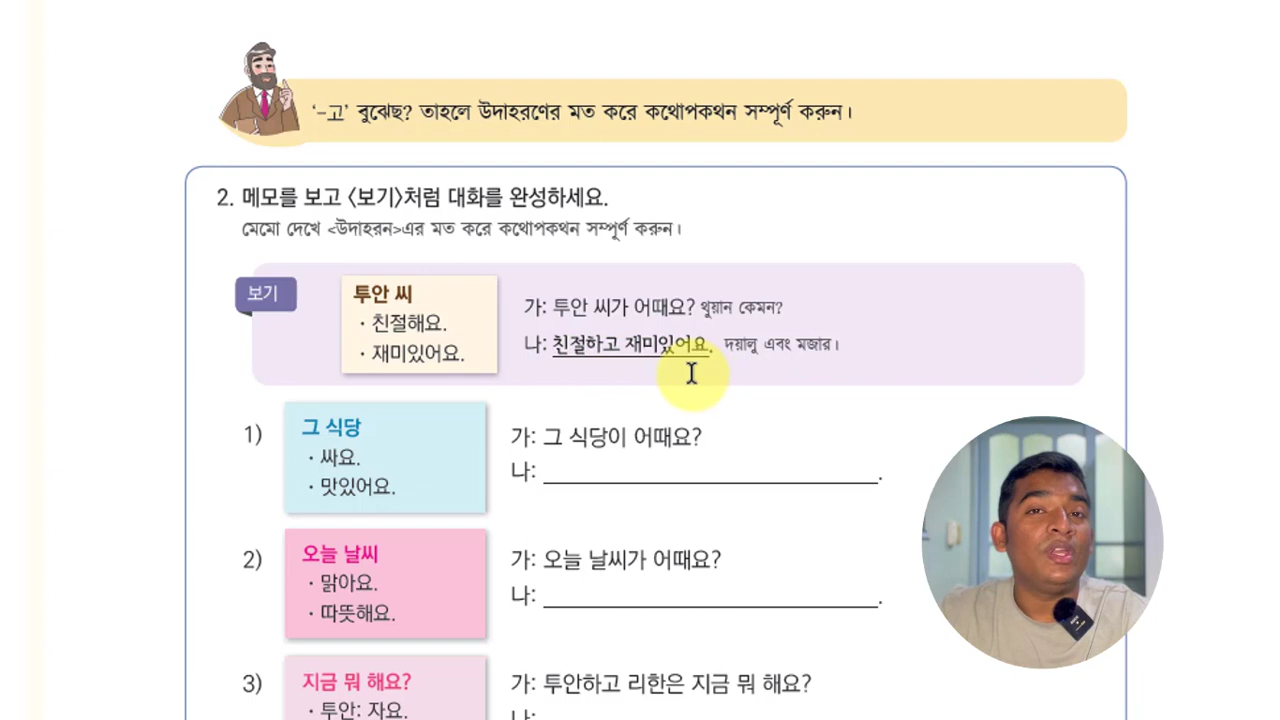 ‘-고’ বুঝেছ? তাহলে উদাহরণের মত করে কথোপকথন সম্পূর্ণ করুন।
2. 메모를 보고 〈보기〉처럼 대화를 완성하세요.
মেমো দেখে <উদাহরন>এর মত করে কথোপকথন সম্পূর্ণ করুন।
보기
투안 씨
· 친절해요.
· 재미있어요.
가: 투안 씨가 어때요? থুয়ান কেমন?
나: 친절하고 재미있어요. দয়ালু এবং মজার।
1)
그 식당
· 싸요.
· 맛있어요.
가: 그 식당이 어때요?
나: ______________________________.
2)
오늘 날씨
· 맑아요.
· 따뜻해요.
가: 오늘 날씨가 어때요?
나: ______________________________.
3)
지금 뭐 해요?
· 투안: 자요.
가: 투안하고 리한은 지금 뭐 해요?
나: